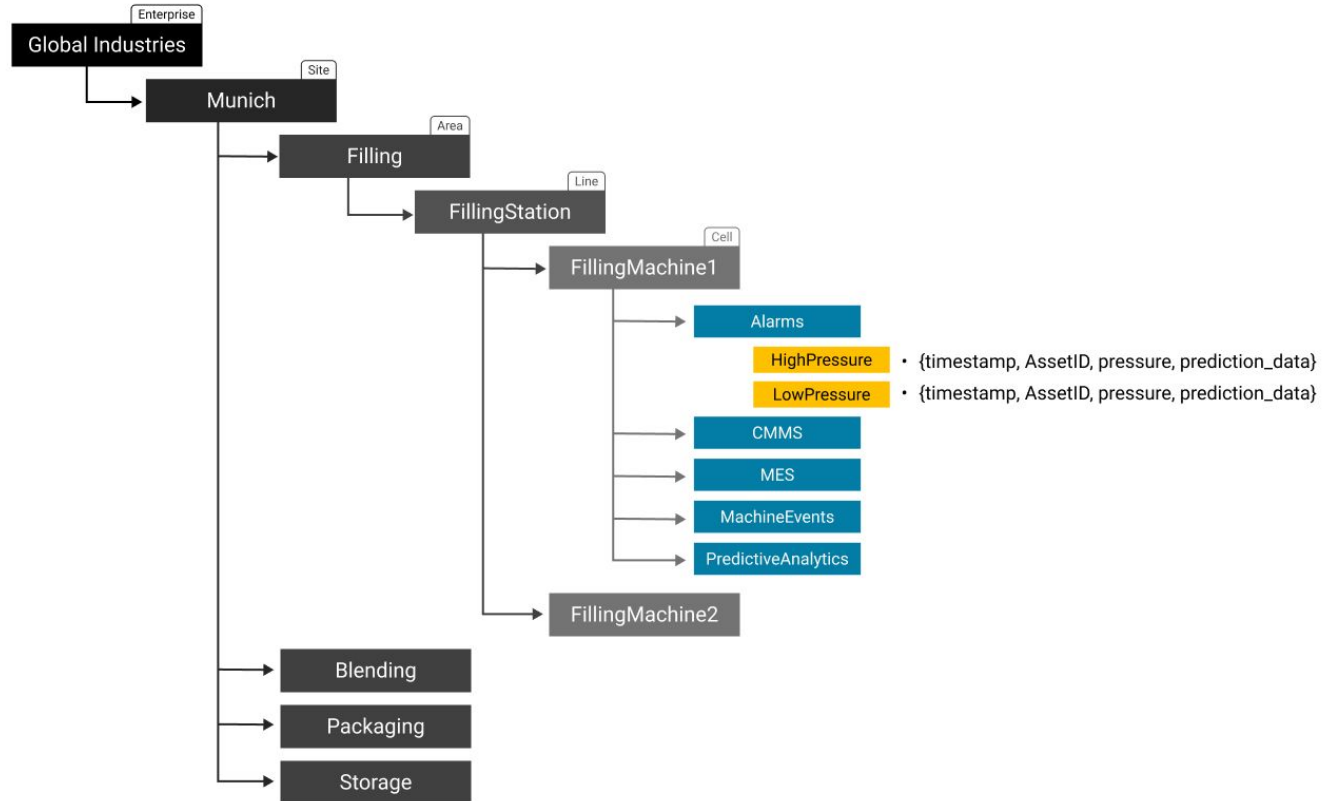 Enterprise
Global Industries
Site
Munich
Area
Filling
Line
FillingStation
Cell
FillingMachine1
Alarms
HighPressure • {timestamp, AssetID, pressure, prediction_data}
LowPressure • {timestamp, AssetID, pressure, prediction_data}
CMMS
MES
MachineEvents
PredictiveAnalytics
FillingMachine2
Blending
Packaging
Storage